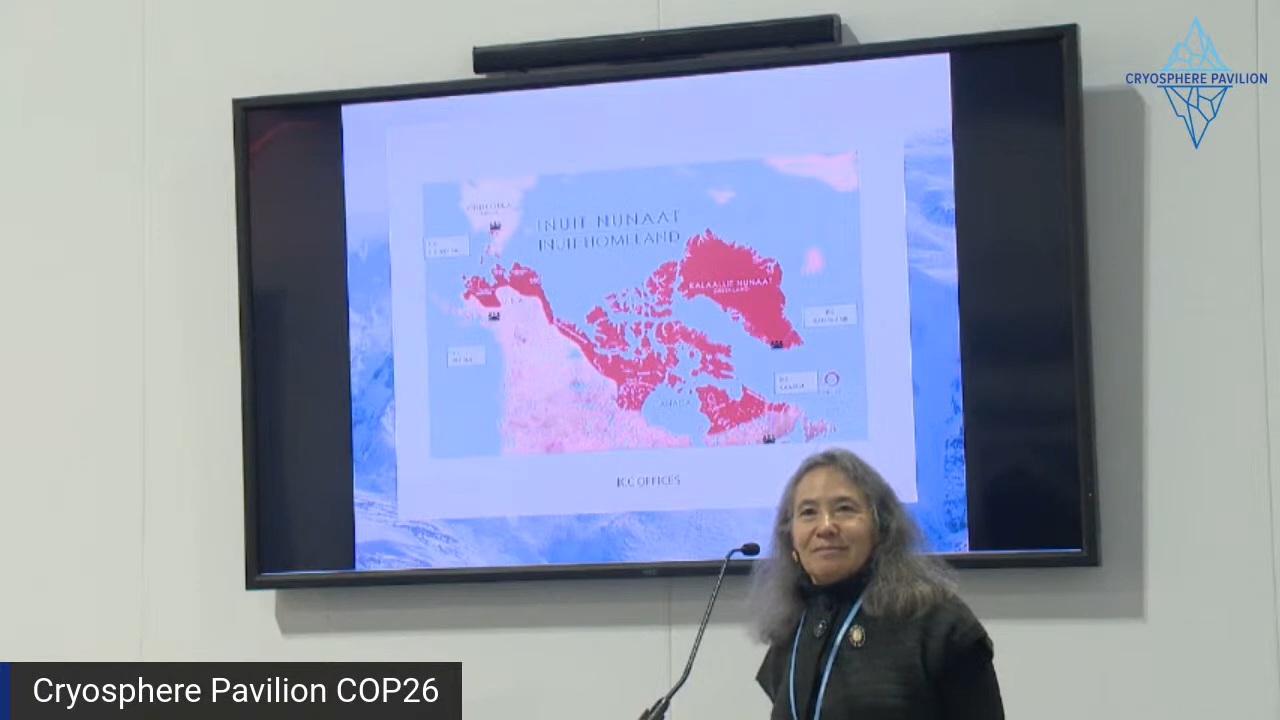 CRYOSPHERE PAVILION
INUIT NUNAAT
INUIT HOMELAND
KALAALLIT NUNAAT
GREENLAND
ICC OFFICES
Cryosphere Pavilion COP26